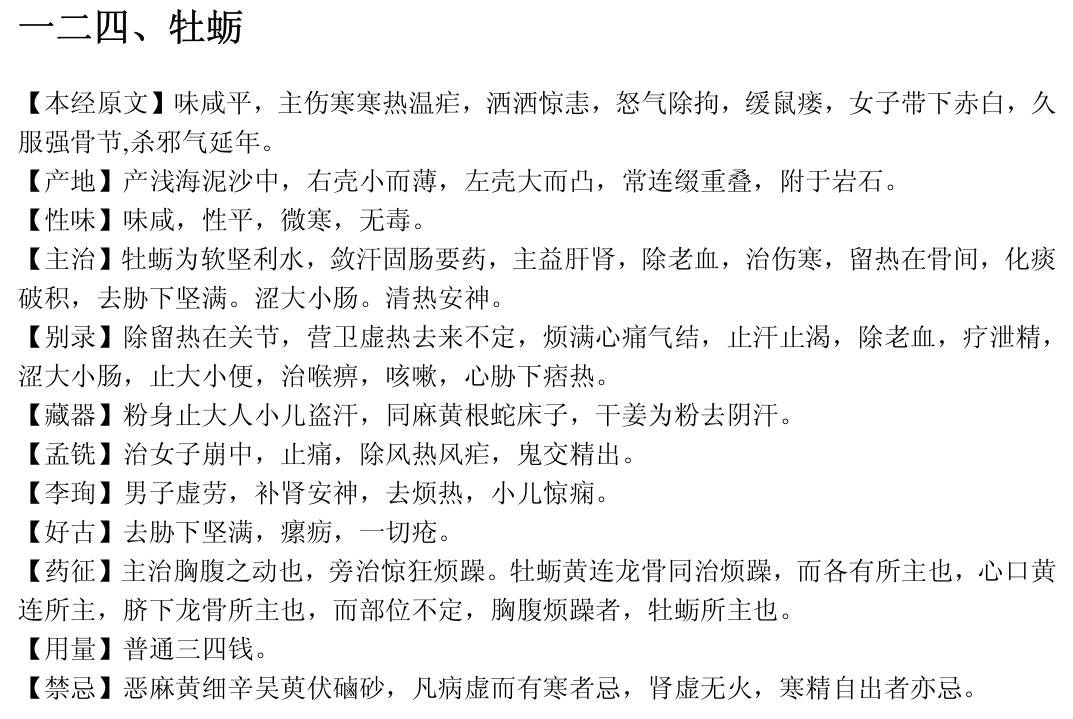 一二四、牡蛎
【本经原文】味咸平，主伤寒寒热温疟，洒洒惊恚，怒气除拘，缓鼠瘘，女子带下赤白，久
服强骨节,杀邪气延年。
【产地】产浅海泥沙中，右壳小而薄，左壳大而凸，常连缀重叠，附于岩石。
【性味】味咸，性平，微寒，无毒。
【主治】牡蛎为软坚利水，敛汗固肠要药，主益肝肾，除老血，治伤寒，留热在骨间，化痰
破积，去胁下坚满。涩大小肠。清热安神。
【别录】除留热在关节，营卫虚热去来不定，烦满心痛气结，止汗止渴，除老血，疗泄精，
涩大小肠，止大小便，治喉痹，咳嗽，心胁下痞热。
【藏器】粉身止大人小儿盗汗，同麻黄根蛇床子，干姜为粉去阴汗。
【孟铣】治女子崩中，止痛，除风热风疟，鬼交精出。
【李珣】男子虚劳，补肾安神，去烦热，小儿惊痫。
【好古】去胁下坚满，瘰疬，一切疮。
【药征】主治胸腹之动也，旁治惊狂烦躁。牡蛎黄连龙骨同治烦躁，而各有所主也，心口黄
连所主，脐下龙骨所主也，而部位不定，胸腹烦躁者，牡蛎所主也。
【用量】普通三四钱。
【禁忌】恶麻黄细辛吴萸伏硇砂，凡病虚而有寒者忌，肾虚无火，寒精自出者亦忌。